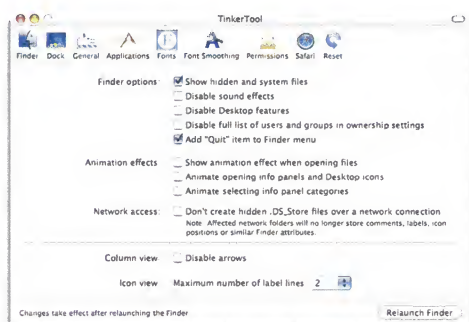 TinkerTool
Finder Dock General Applications Fonts Font Smoothing Permissions Safari Reset
Finder options: Show hidden and system files
Disable sound effects
Disable Desktop features
Disable full list of users and groups in ownership settings
Add "Quit" item to Finder menu
Animation effects: Show animation effect when opening files
Animate opening info panels and Desktop icons
Animate selecting info panel categories
Network access: Don't create hidden .DS_Store files over a network connection
Note: Affected network folders will no longer store comments, labels, icon
positions or similar Finder attributes.
Column view Disable arrows
Icon view Maximum number of label lines 2
Changes take effect after relaunching the Finder Relaunch Finder